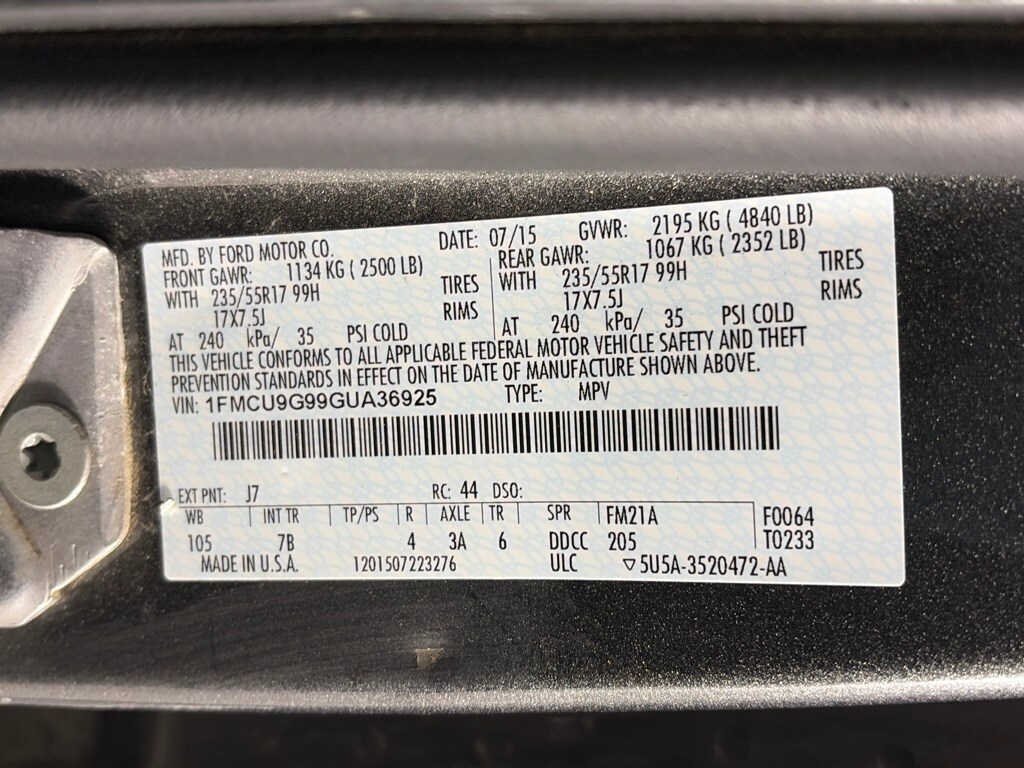 MFD. BY FORD MOTOR CO. DATE: 07/15 GVWR: 2195 KG ( 4840 LB)
FRONT GAWR: 1134 KG ( 2500 LB) REAR GAWR: 1067 KG ( 2352 LB)
WITH 235/55R17 99H TIRES WITH 235/55R17 99H TIRES
17X7.5J RIMS 17X7.5J RIMS
AT 240 kPa/ 35 PSI COLD AT 240 kPa/ 35 PSI COLD
THIS VEHICLE CONFORMS TO ALL APPLICABLE FEDERAL MOTOR VEHICLE SAFETY AND THEFT
PREVENTION STANDARDS IN EFFECT ON THE DATE OF MANUFACTURE SHOWN ABOVE.
VIN: 1FMCU9G99GUA36925 TYPE: MPV
EXT PNT: J7 RC: 44 DSO:
WB INT TR TP/PS R AXLE TR SPR FM21A F0064
105 7B 4 3A 6 DDCC 205 T0233
MADE IN U.S.A. 1201507223276 ULC ▽5U5A-3520472-AA